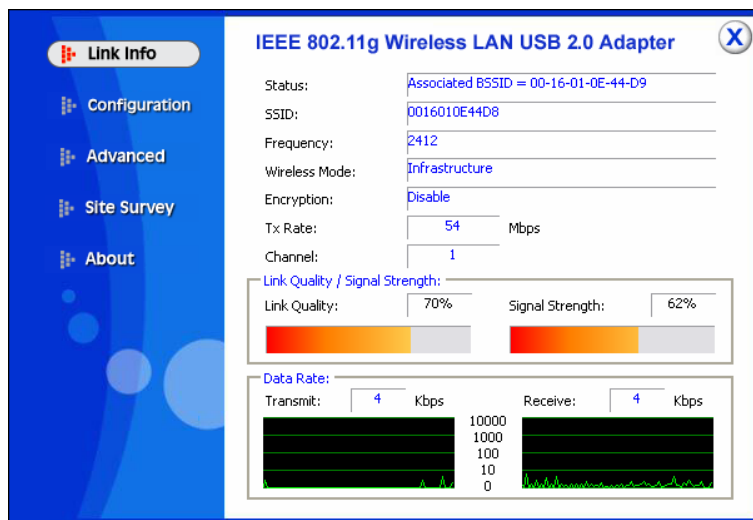 Link Info
Configuration
Advanced
Site Survey
About
IEEE 802.11g Wireless LAN USB 2.0 Adapter
X
Status: Associated BSSID = 00-16-01-0E-44-D9
SSID: 0016010E44D8
Frequency: 2412
Wireless Mode: Infrastructure
Encryption: Disable
Tx Rate: 54 Mbps
Channel: 1
Link Quality / Signal Strength:
Link Quality: 70% Signal Strength: 62%
Data Rate:
Transmit: 4 Kbps Receive: 4 Kbps
10000
1000
100
10
0